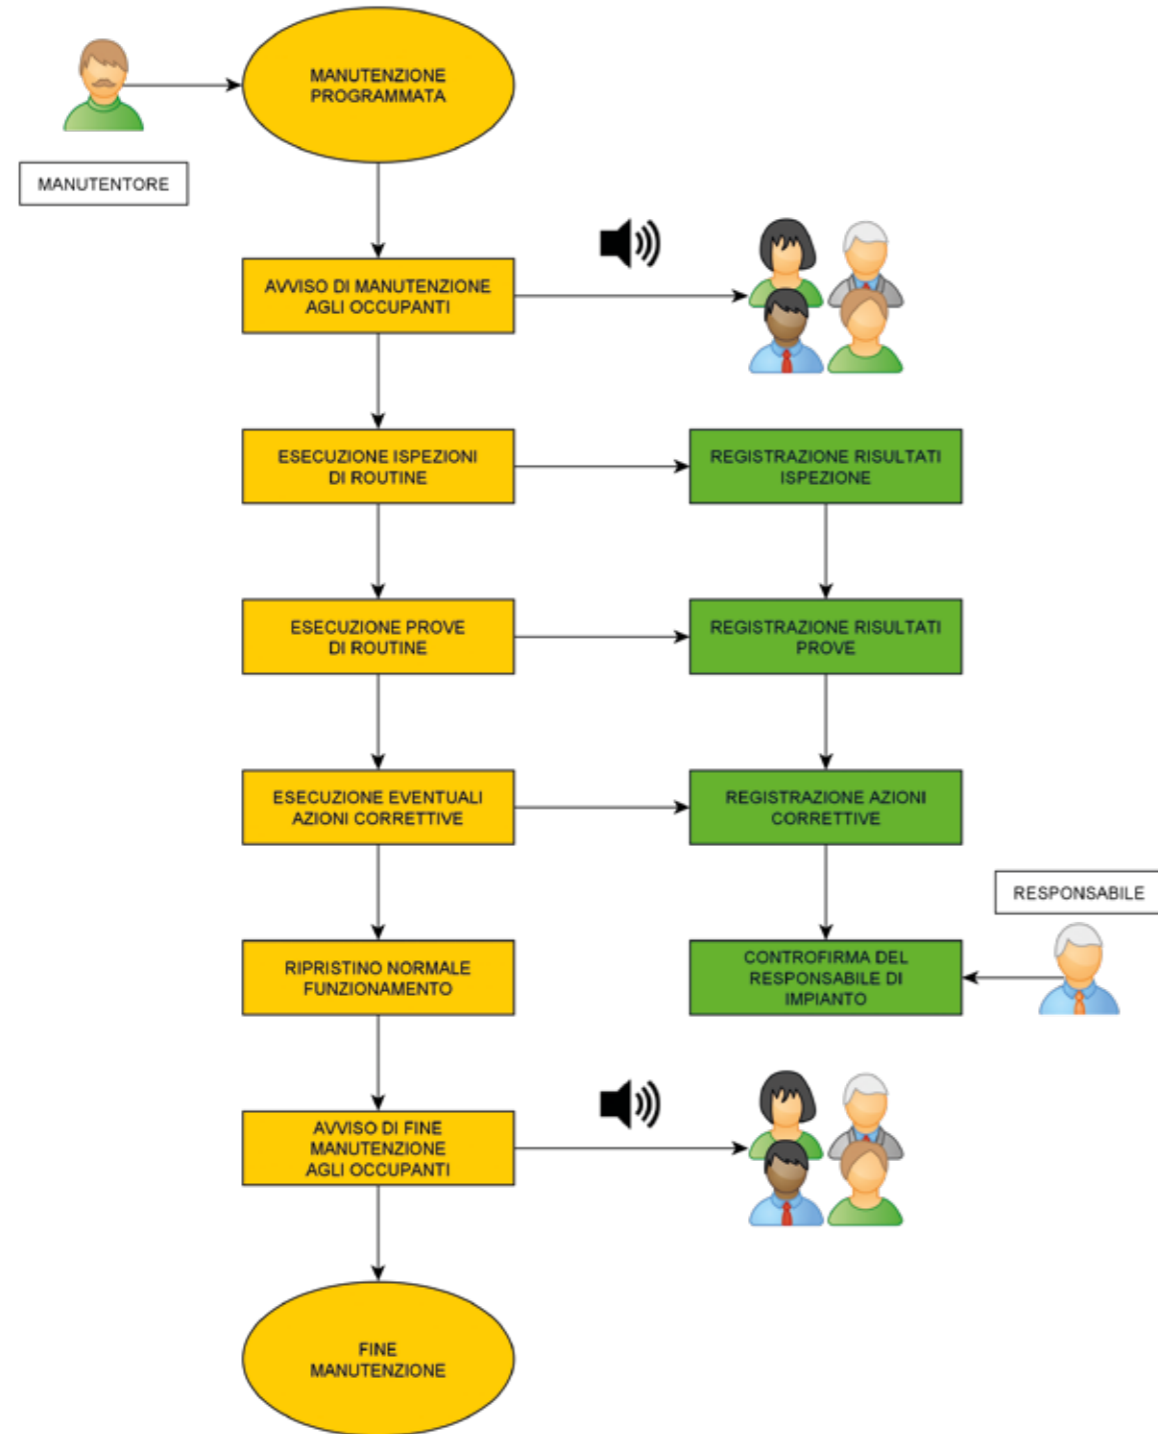 MANUTENZIONE
PROGRAMMATA
MANUTENTORE
AVVISO DI MANUTENZIONE
AGLI OCCUPANTI
ESECUZIONE ISPEZIONI
DI ROUTINE
REGISTRAZIONE RISULTATI
ISPEZIONE
ESECUZIONE PROVE
DI ROUTINE
REGISTRAZIONE RISULTATI
PROVE
ESECUZIONE EVENTUALI
AZIONI CORRETTIVE
REGISTRAZIONE AZIONI
CORRETTIVE
RESPONSABILE
RIPRISTINO NORMALE
FUNZIONAMENTO
CONTROFIRMA DEL
RESPONSABILE DI
IMPIANTO
AVVISO DI FINE
MANUTENZIONE
AGLI OCCUPANTI
FINE
MANUTENZIONE